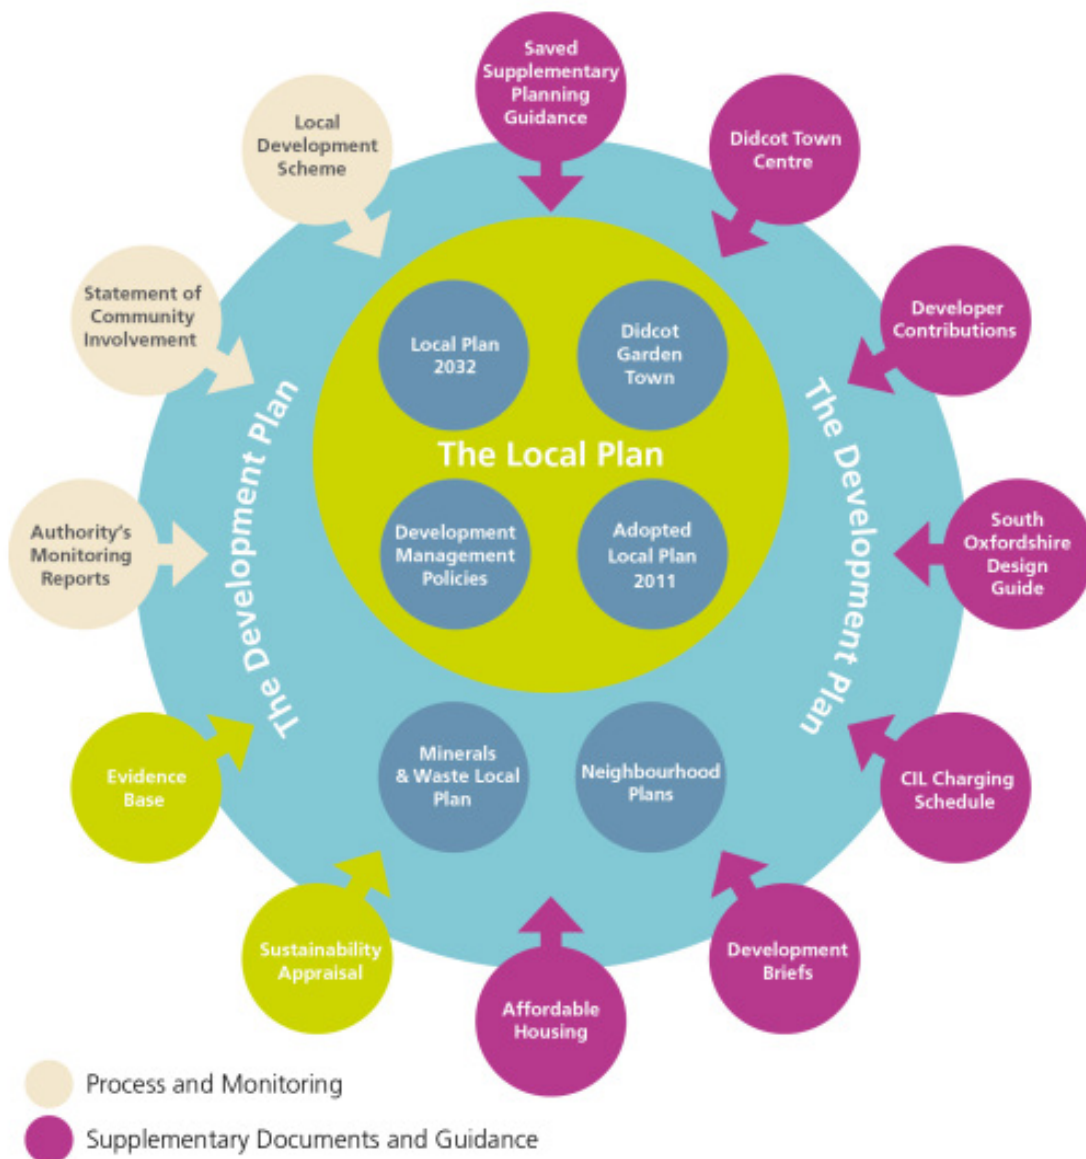 Saved
Supplementary
Planning
Guidance
Local
Development
Scheme
Didcot Town
Centre
Statement of
Community
Involvement
Developer
Contributions
Local Plan
2032
Didcot
Garden
Town
The Local Plan
The Development Plan
The Development Plan
Authority's
Monitoring
Reports
Development
Management
Policies
Adopted
Local Plan
2011
South
Oxfordshire
Design
Guide
Evidence
Base
Minerals
& Waste Local
Plan
Neighbourhood
Plans
CIL Charging
Schedule
Sustainability
Appraisal
Affordable
Housing
Development
Briefs
Process and Monitoring
Supplementary Documents and Guidance